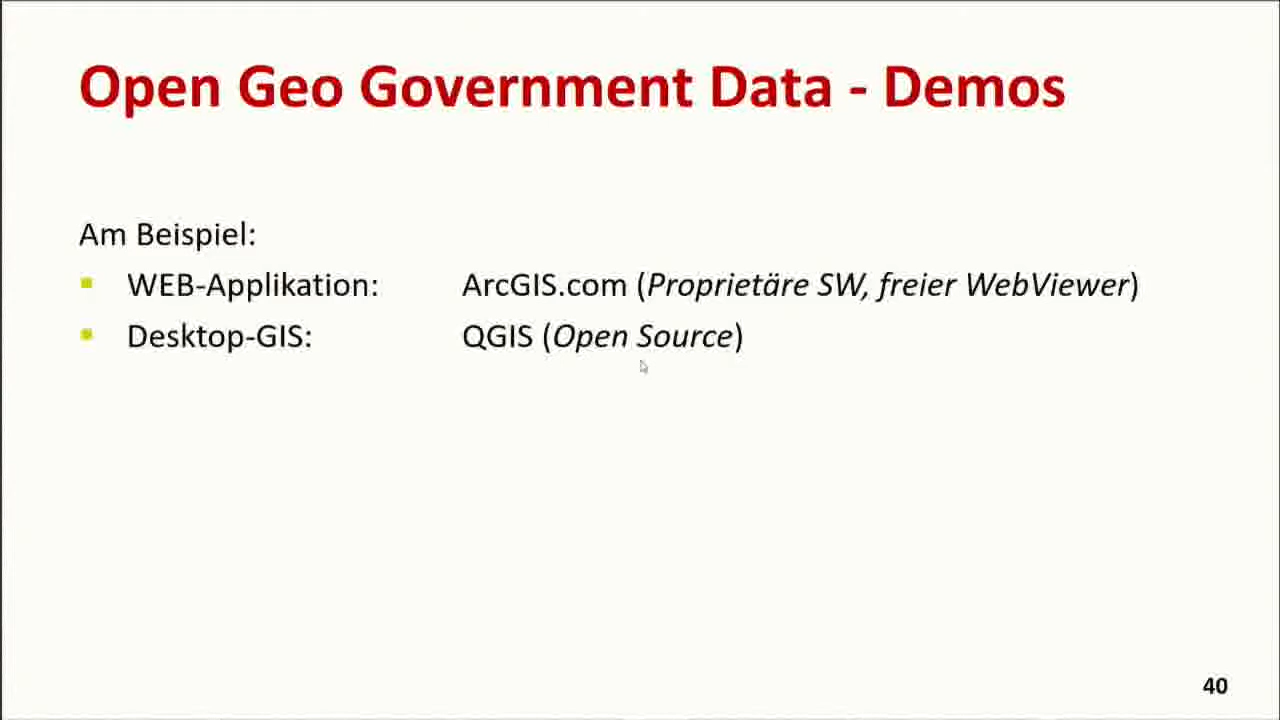 Open Geo Government Data - Demos
Am Beispiel:
▪ WEB-Applikation: ArcGIS.com (Proprietäre SW, freier WebViewer)
▪ Desktop-GIS: QGIS (Open Source)
40